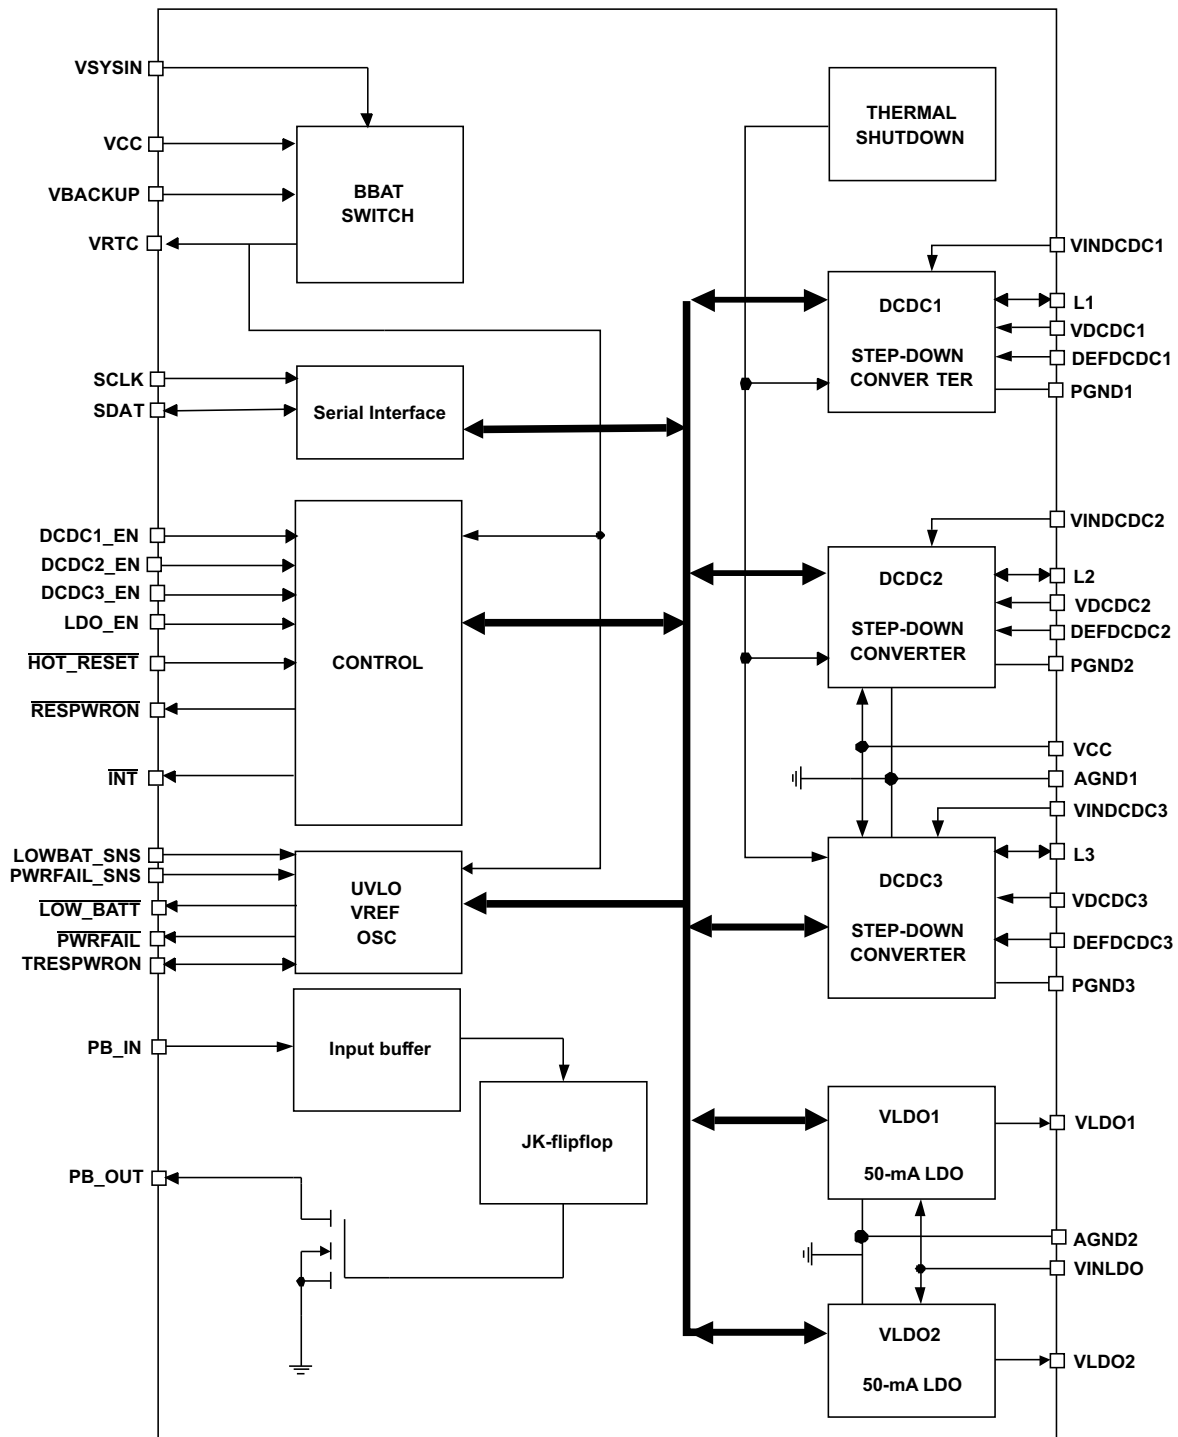 VSYSIN
VCC
VBACKUP
VRTC
BBAT
SWITCH
THERMAL
SHUTDOWN
SCLK
SDAT
Serial Interface
DCDC1_EN
DCDC2_EN
DCDC3_EN
LDO_EN
HOT_RESET
RESPWRON
INT
CONTROL
LOWBAT_SNS
PWRFAIL_SNS
LOW_BATT
PWRFAIL
TRESPWRON
UVLO
VREF
OSC
PB_IN
Input buffer
JK-flipflop
PB_OUT
DCDC1
STEP-DOWN
CONVER TER
VINDCDC1
L1
VDCDC1
DEFDCDC1
PGND1
DCDC2
STEP-DOWN
CONVERTER
VINDCDC2
L2
VDCDC2
DEFDCDC2
PGND2
VCC
AGND1
VINDCDC3
DCDC3
STEP-DOWN
CONVERTER
L3
VDCDC3
DEFDCDC3
PGND3
VLDO1
50-mA LDO
VLDO1
AGND2
VINLDO
VLDO2
50-mA LDO
VLDO2